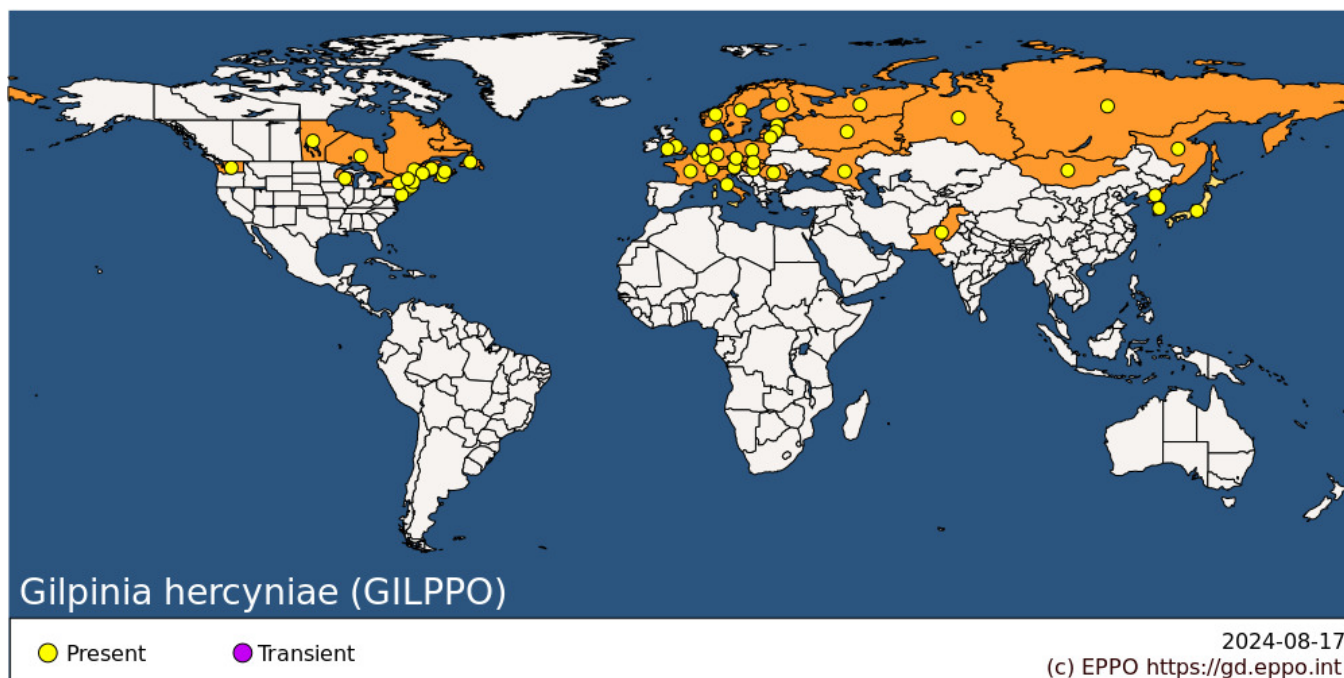 Gilpinia hercyniae (GILPPO)
Present
Transient
2024-08-17
(c) EPPO https://gd.eppo.int